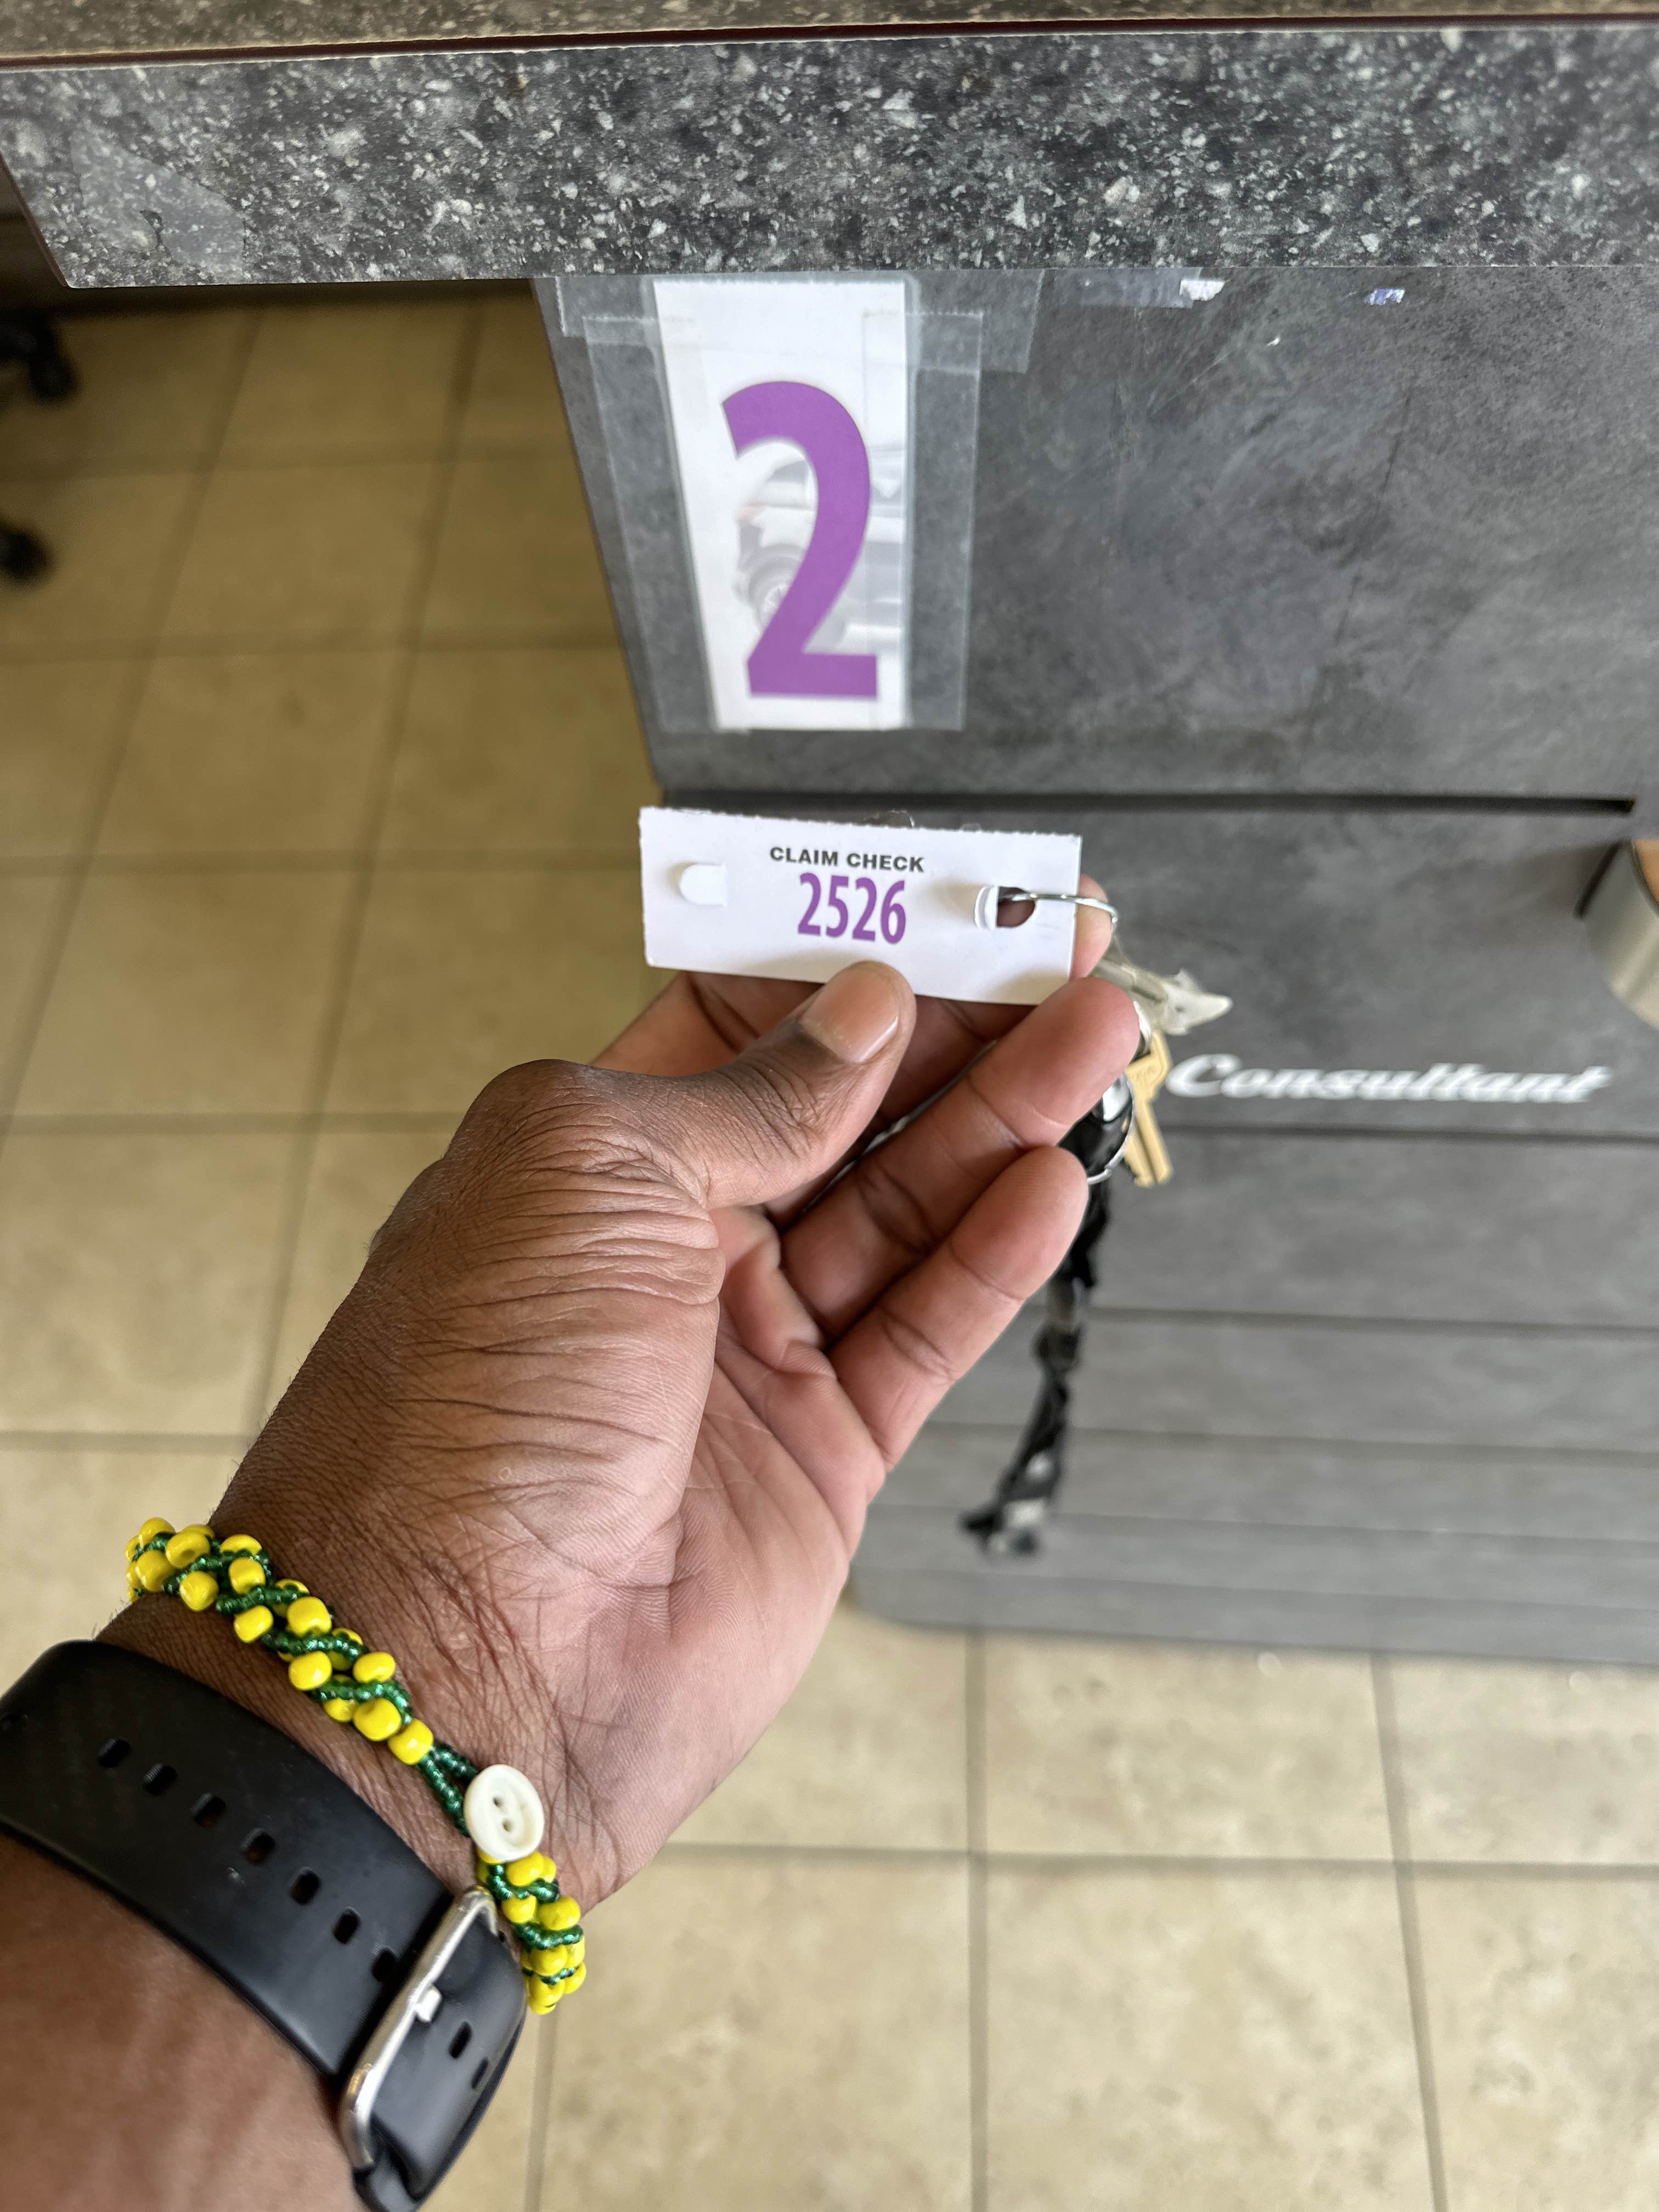 2
CLAIM CHECK
2526
Consultant